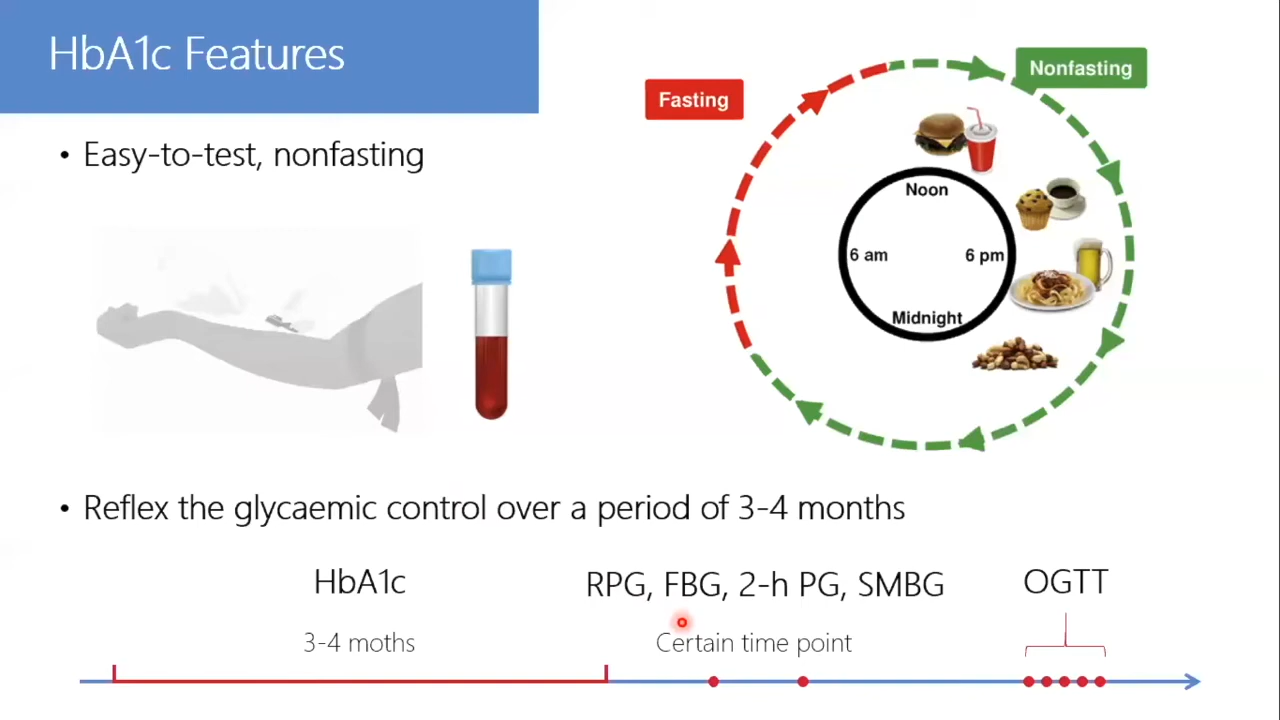 HbA1c Features
• Easy-to-test, nonfasting
Fasting
Nonfasting
Noon
6 am
6 pm
Midnight
• Reflex the glycaemic control over a period of 3-4 months
HbA1c
RPG, FBG, 2-h PG, SMBG
OGTT
3-4 moths
Certain time point